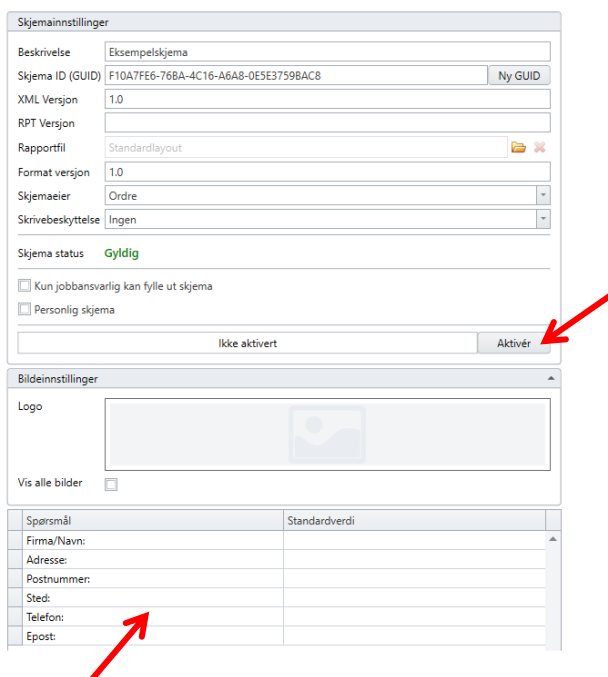 Skjemainnstillinger
Beskrivelse Eksempelskjema
Skjema ID (GUID) F10A7FE6-76BA-4C16-A6A8-0E5E3759BAC8 Ny GUID
XML Versjon 1.0
RPT Versjon
Rapportfil Standardlayout
Format versjon 1.0
Skjemaeier Ordre
Skrivebeskyttelse Ingen
Skjema status Gyldig
Kun jobbansvarlig kan fylle ut skjema
Personlig skjema
Ikke aktivert Aktivér
Bildeinnstillinger
Logo
Vis alle bilder
Spørsmål Standardverdi
Firma/Navn:
Adresse:
Postnummer:
Sted:
Telefon:
Epost: